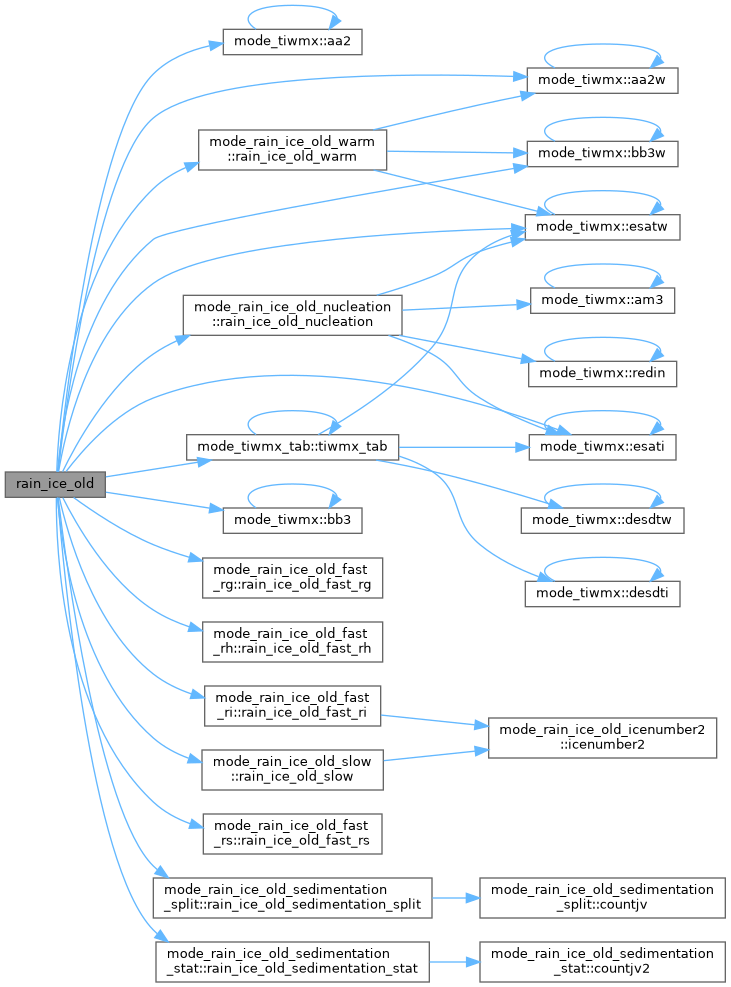 mode_tiwmx::aa2
mode_tiwmx::aa2w
mode_rain_ice_old_warm
::rain_ice_old_warm
mode_tiwmx::bb3w
mode_tiwmx::esatw
mode_rain_ice_old_nucleation
::rain_ice_old_nucleation
mode_tiwmx::am3
mode_tiwmx::redin
mode_tiwmx_tab::tiwmx_tab
mode_tiwmx::esati
rain_ice_old
mode_tiwmx::bb3
mode_tiwmx::desdtw
mode_rain_ice_old_fast
_rg::rain_ice_old_fast_rg
mode_tiwmx::desdti
mode_rain_ice_old_fast
_rh::rain_ice_old_fast_rh
mode_rain_ice_old_fast
_ri::rain_ice_old_fast_ri
mode_rain_ice_old_icenumber2
::icenumber2
mode_rain_ice_old_slow
::rain_ice_old_slow
mode_rain_ice_old_fast
_rs::rain_ice_old_fast_rs
mode_rain_ice_old_sedimentation
_split::rain_ice_old_sedimentation_split
mode_rain_ice_old_sedimentation
_split::countjv
mode_rain_ice_old_sedimentation
_stat::rain_ice_old_sedimentation_stat
mode_rain_ice_old_sedimentation
_stat::countjv2